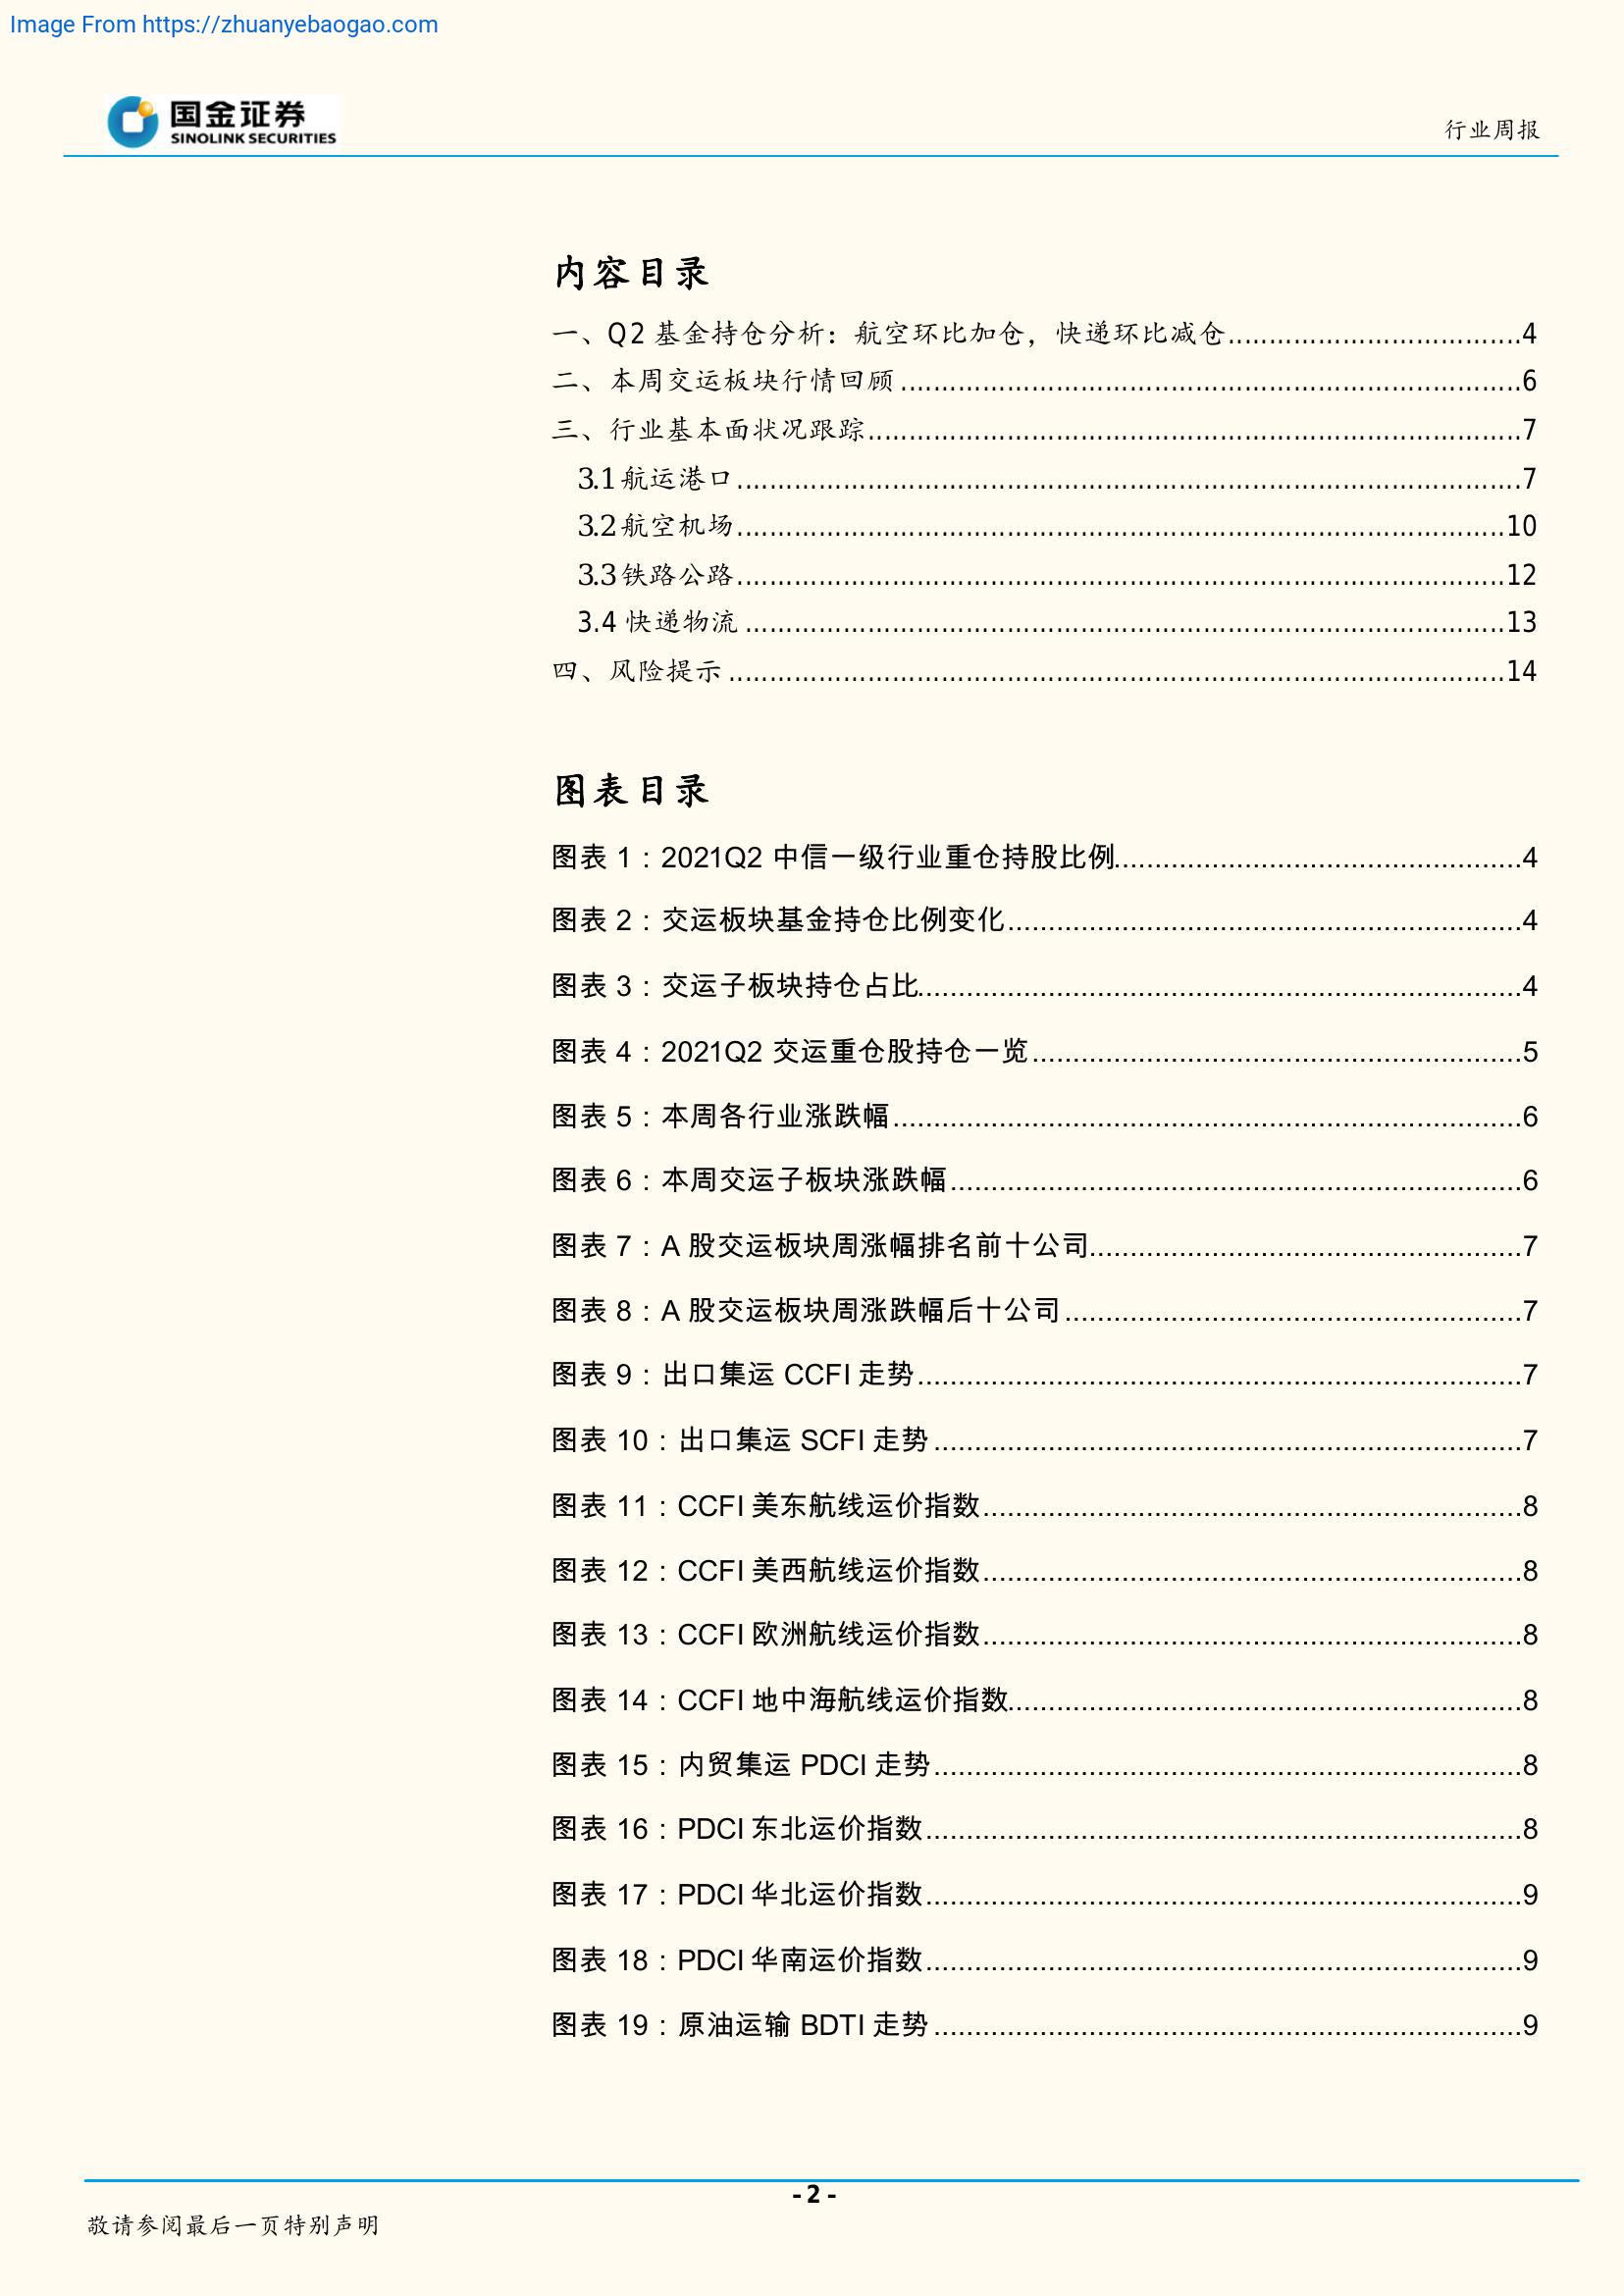 Image From https://zhuanyebaogao.com
国金证券
SINOLINK SECURITIES
行业周报
内容目录
一、Q2 基金持仓分析：航空环比加仓，快递环比减仓....................................4
二、本周交运板块行情回顾............................................................................6
三、行业基本面状况跟踪................................................................................7
3.1航运港口................................................................................................7
3.2航空机场..............................................................................................10
3.3铁路公路..............................................................................................12
3.4 快递物流.............................................................................................13
四、风险提示...............................................................................................14
图表目录
图表 1：2021Q2 中信一级行业重仓持股比例..................................................4
图表 2：交运板块基金持仓比例变化...............................................................4
图表 3：交运子板块持仓占比..........................................................................4
图表 4：2021Q2 交运重仓股持仓一览............................................................5
图表 5：本周各行业涨跌幅.............................................................................6
图表 6：本周交运子板块涨跌幅......................................................................6
图表 7：A 股交运板块周涨幅排名前十公司.....................................................7
图表 8：A 股交运板块周涨跌幅后十公司........................................................7
图表 9：出口集运 CCFI 走势..........................................................................7
图表 10：出口集运 SCFI 走势........................................................................7
图表 11：CCFI 美东航线运价指数..................................................................8
图表 12：CCFI 美西航线运价指数..................................................................8
图表 13：CCFI 欧洲航线运价指数..................................................................8
图表 14：CCFI 地中海航线运价指数...............................................................8
图表 15：内贸集运 PDCI 走势........................................................................8
图表 16：PDCI 东北运价指数.........................................................................8
图表 17：PDCI 华北运价指数.........................................................................9
图表 18：PDCI 华南运价指数.........................................................................9
图表 19：原油运输 BDTI 走势........................................................................9
- 2 -
敬请参阅最后一页特别声明